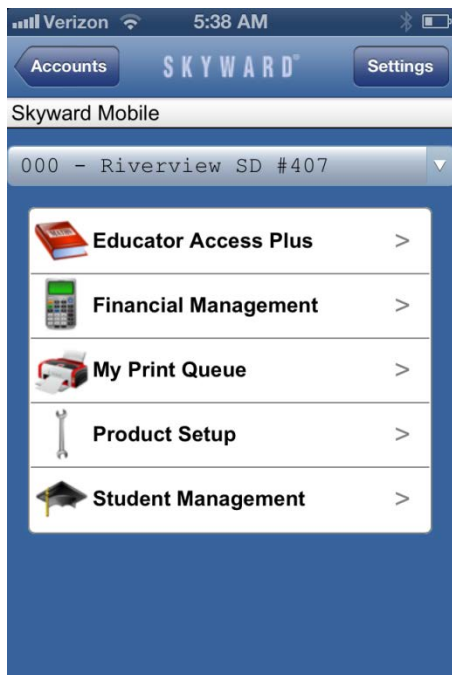 Verizon 5:38 AM
Accounts SKYWARD® Settings
Skyward Mobile
000 - Riverview SD #407
Educator Access Plus >
Financial Management >
My Print Queue >
Product Setup >
Student Management >